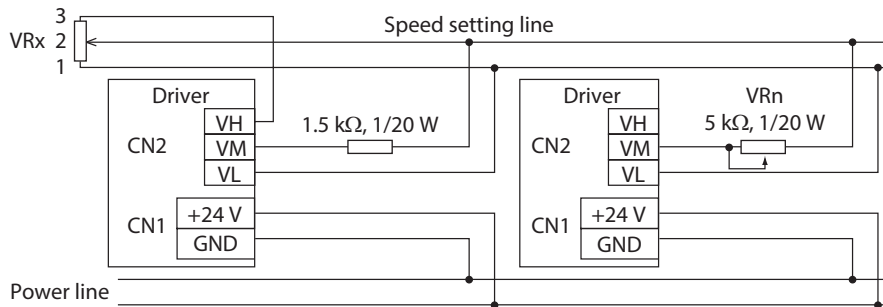 3
VRx 2
1
Speed setting line
Driver
VH
CN2
VM
VL
CN1
+24 V
GND
1.5 kΩ, 1/20 W
Driver
VH
CN2
VM
VL
CN1
+24 V
GND
VRn
5 kΩ, 1/20 W
Power line